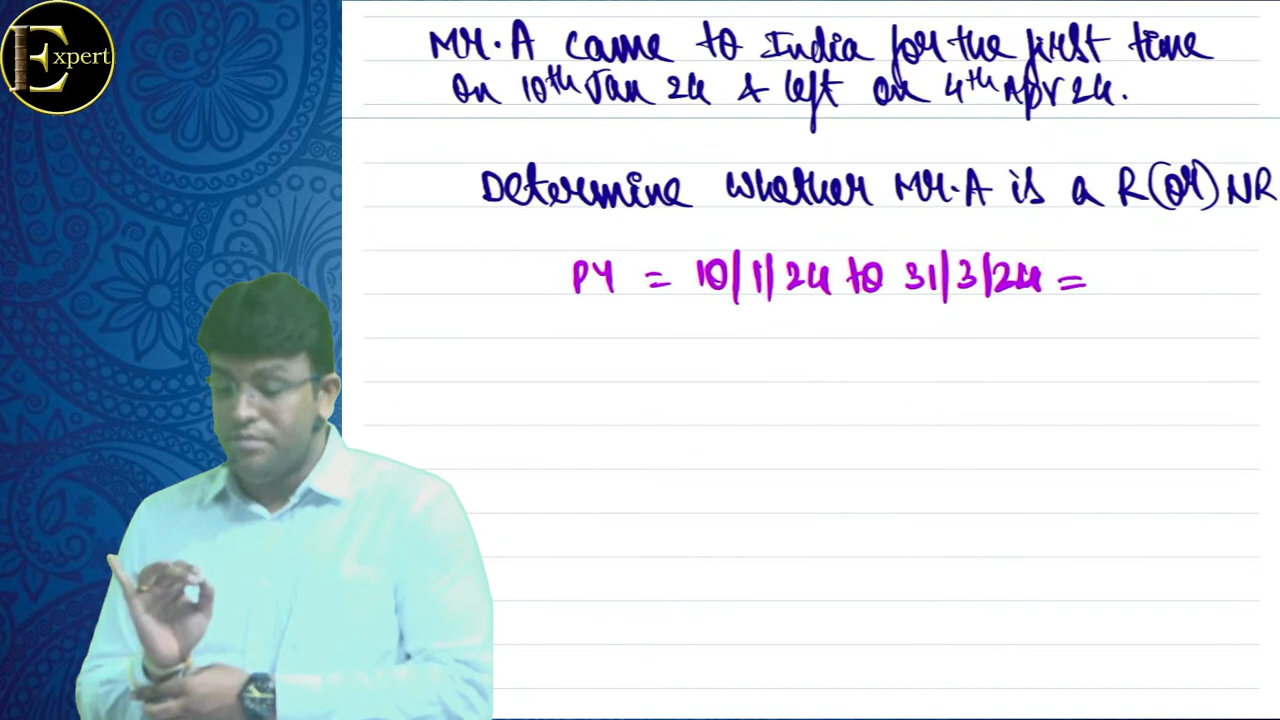 Expert
Mr. A came to India for the first time
on 10th Jan 24 & left on 4th Apr 24.
Determine whether Mr. A is a R (or) NR
PY = 10/1/24 to 31/3/24 =